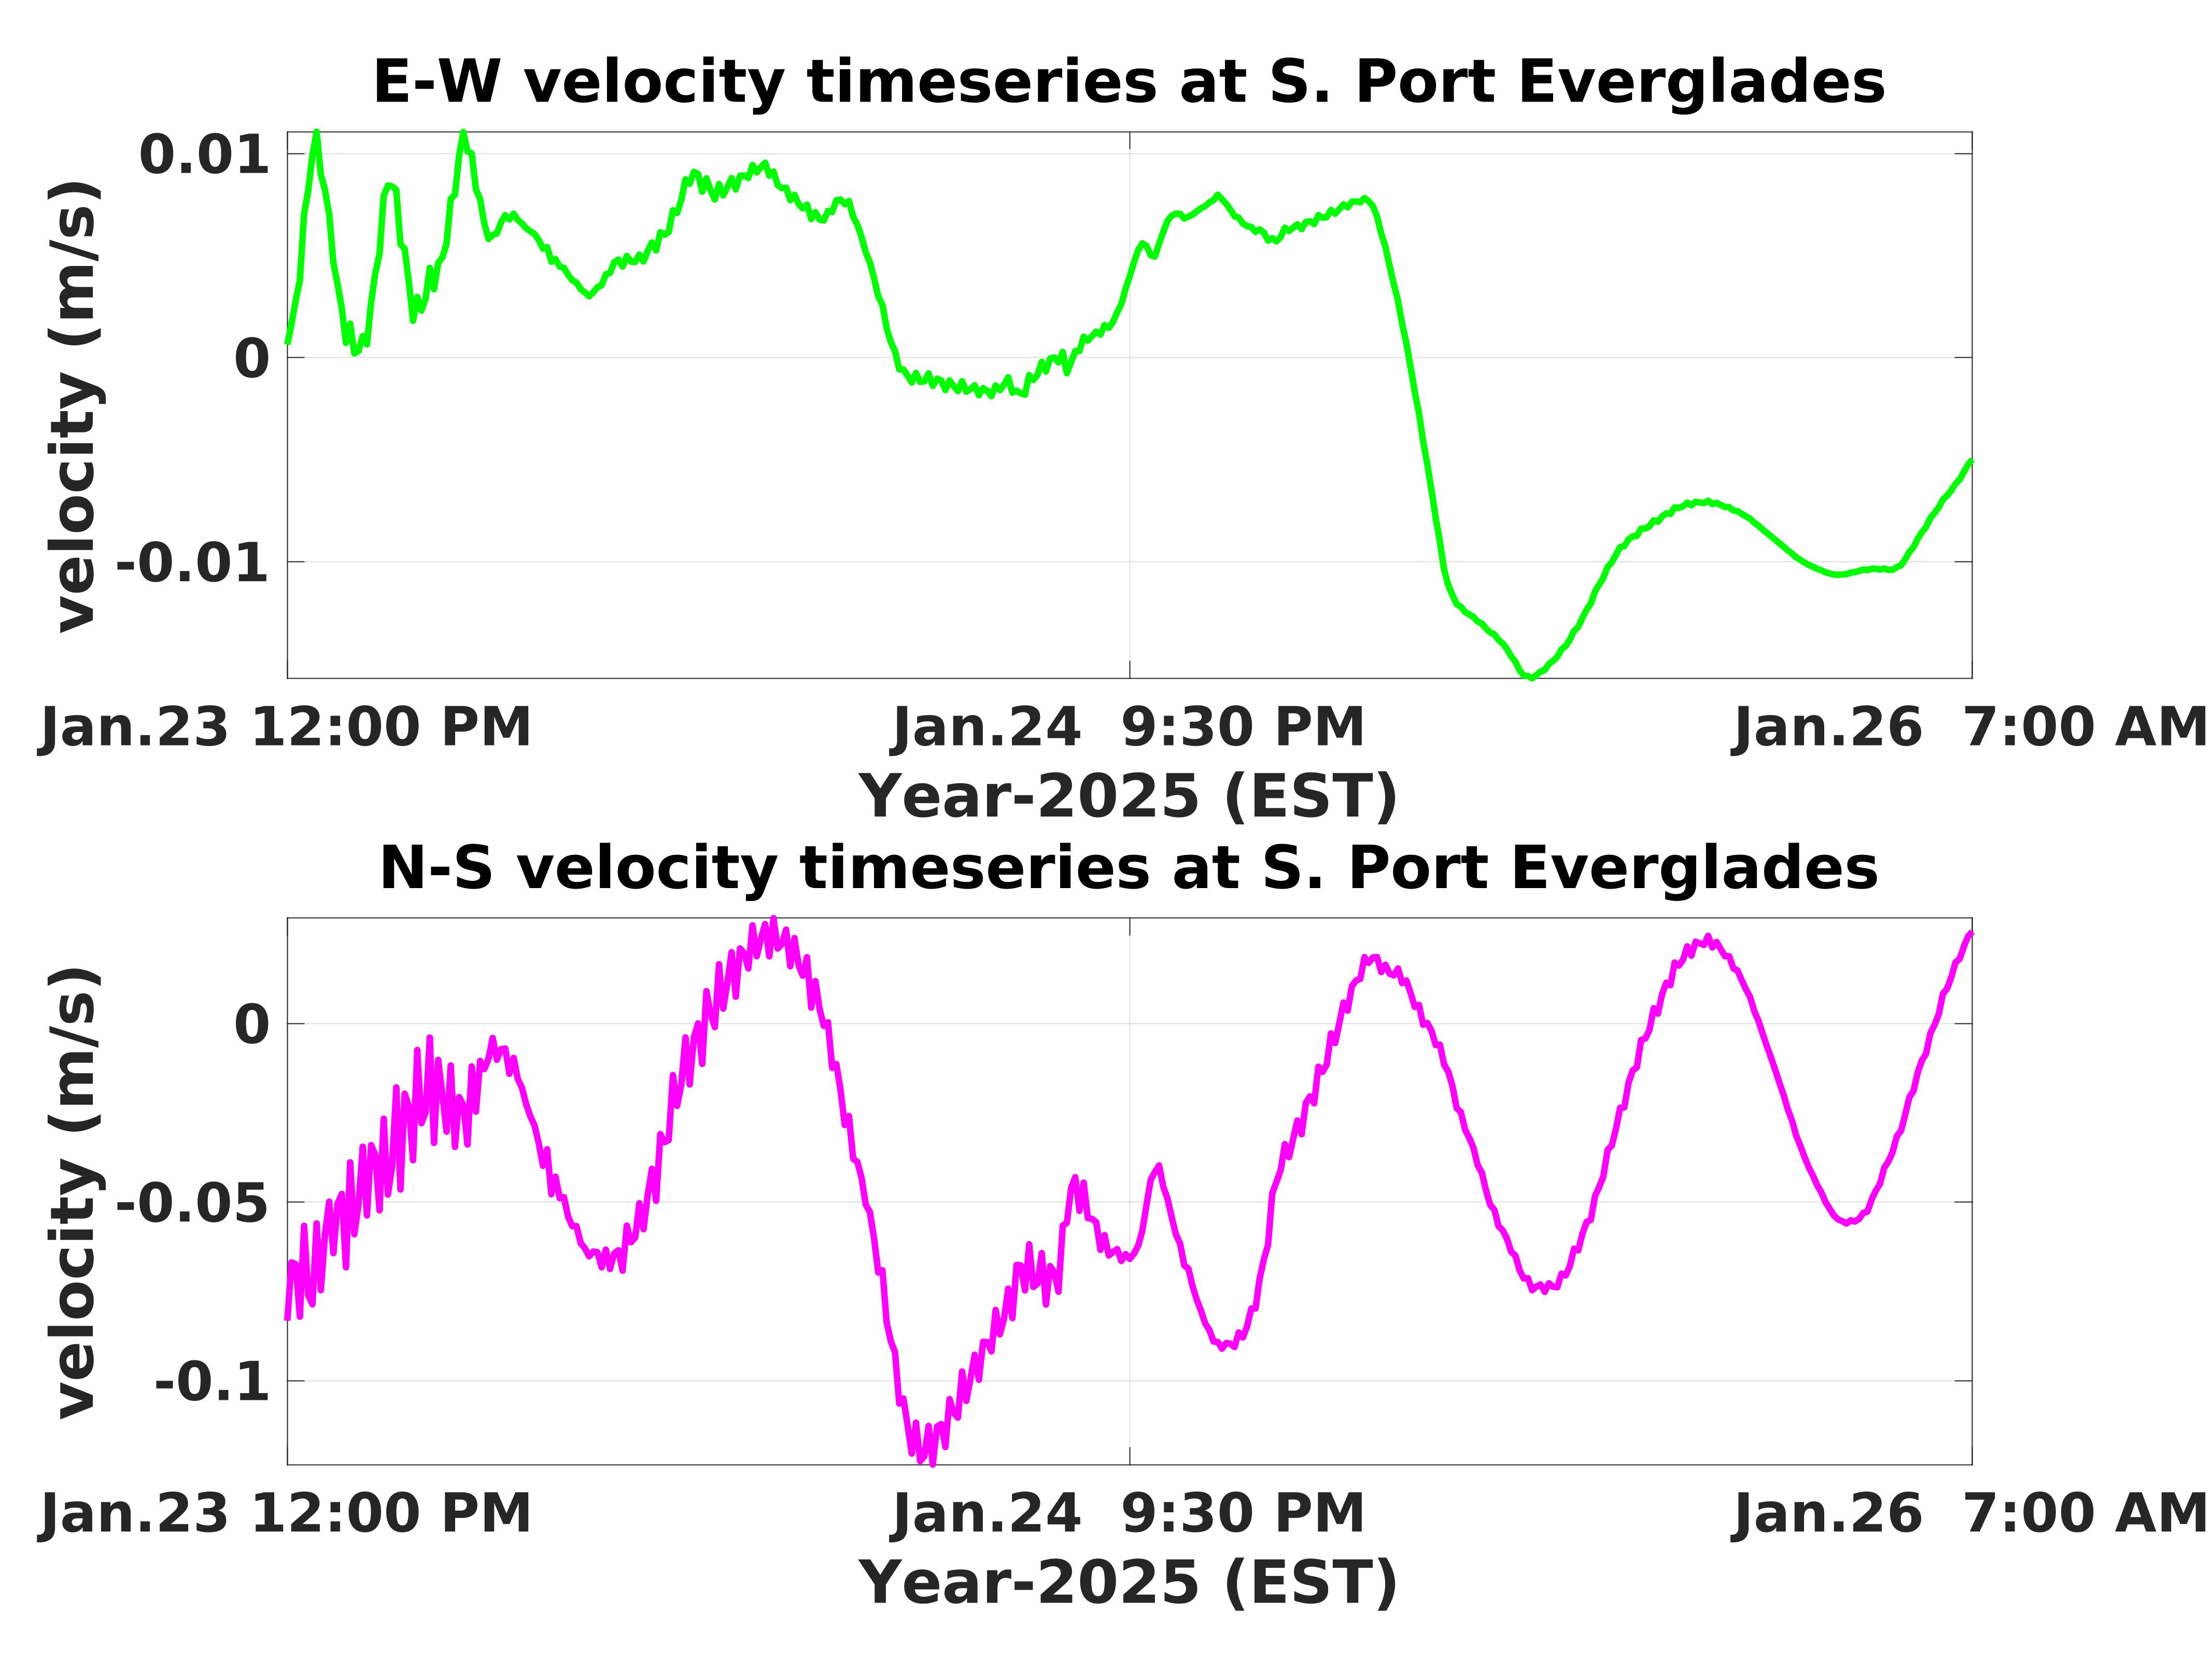 E-W velocity timeseries at S. Port Everglades
velocity (m/s)
0.01
0
-0.01
Jan.23 12:00 PM Jan.24 9:30 PM Jan.26 7:00 AM
Year-2025 (EST)
N-S velocity timeseries at S. Port Everglades
velocity (m/s)
0
-0.05
-0.1
Jan.23 12:00 PM Jan.24 9:30 PM Jan.26 7:00 AM
Year-2025 (EST)